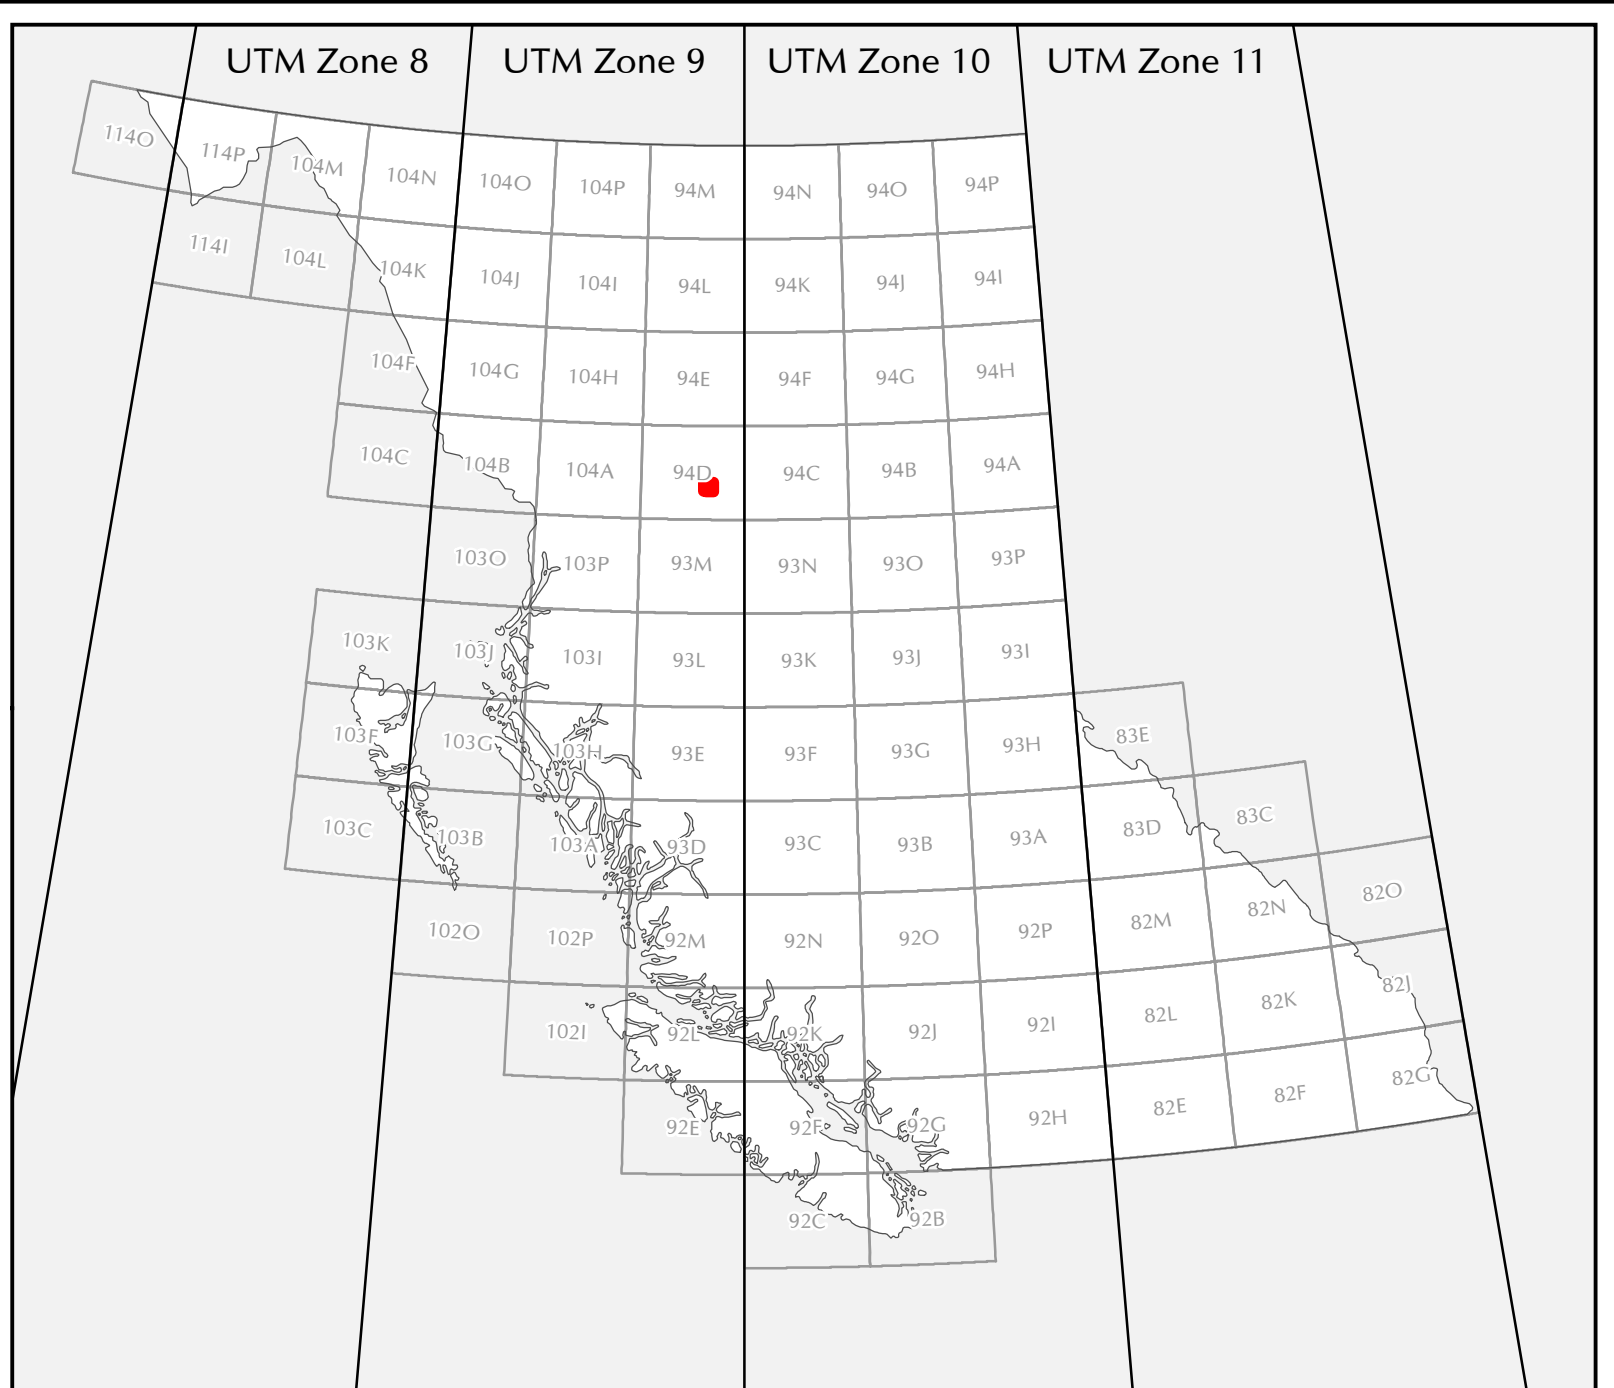 UTM Zone 8 UTM Zone 9 UTM Zone 10 UTM Zone 11
114O 114P 104M 104N 104O 104P 94M 94N 94O 94P
114I 104L 104K 104J 104I 94L 94K 94J 94I
104F 104G 104H 94E 94F 94G 94H
104C 104B 104A 94D 94C 94B 94A
103O 103P 93M 93N 93O 93P
103K 103J 103I 93L 93K 93J 93I
103F 103G 103H 93E 93F 93G 93H 83E
103C 103B 103A 93D 93C 93B 93A 83D 83C
102O 102P 92M 92N 92O 92P 82M 82N 82O
102I 92L 92K 92J 92I 82L 82K 82J
92E 92F 92G 92H 82E 82F 82G
92C 92B